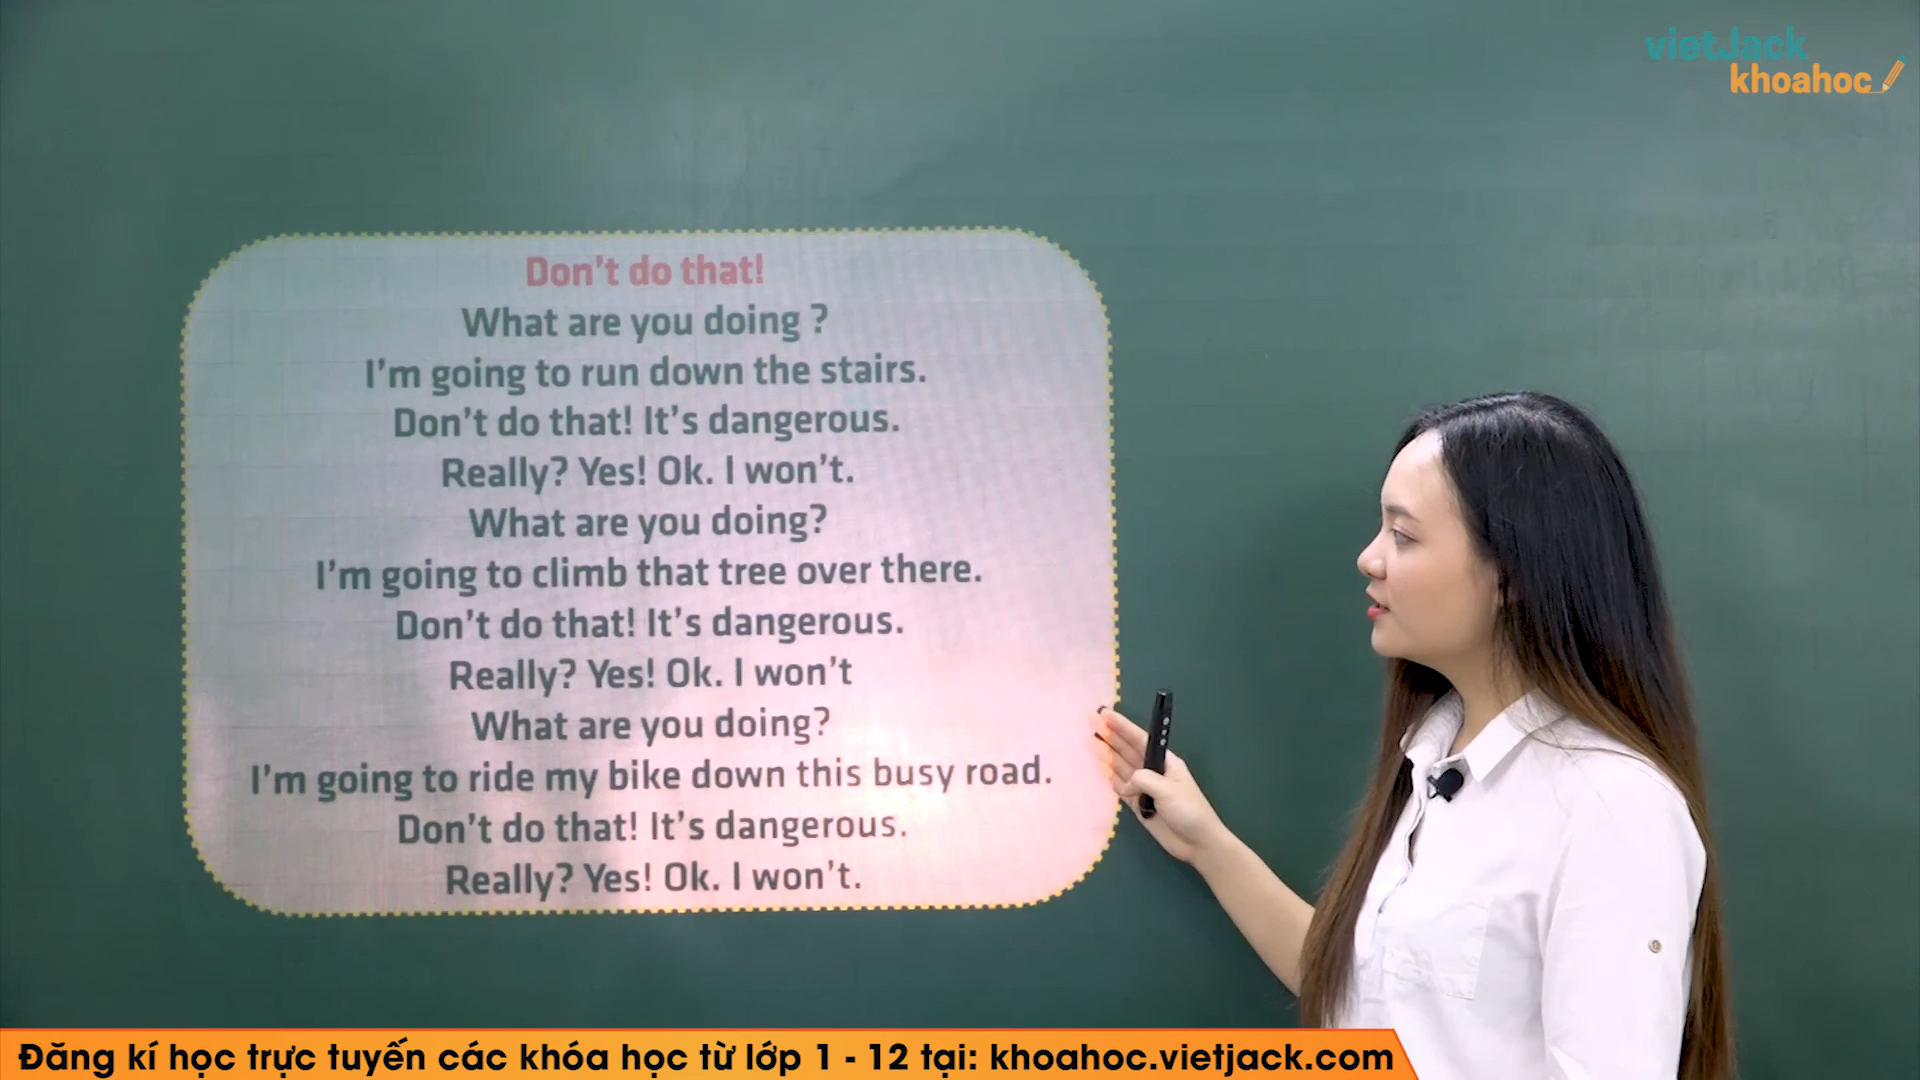 vietJack
khoahoc
Don't do that!
What are you doing ?
I'm going to run down the stairs.
Don't do that! It's dangerous.
Really? Yes! Ok. I won't.
What are you doing?
I'm going to climb that tree over there.
Don't do that! It's dangerous.
Really? Yes! Ok. I won't
What are you doing?
I'm going to ride my bike down this busy road.
Don't do that! It's dangerous.
Really? Yes! Ok. I won't.
Đăng kí học trực tuyến các khóa học từ lớp 1 - 12 tại: khoahoc.vietjack.com